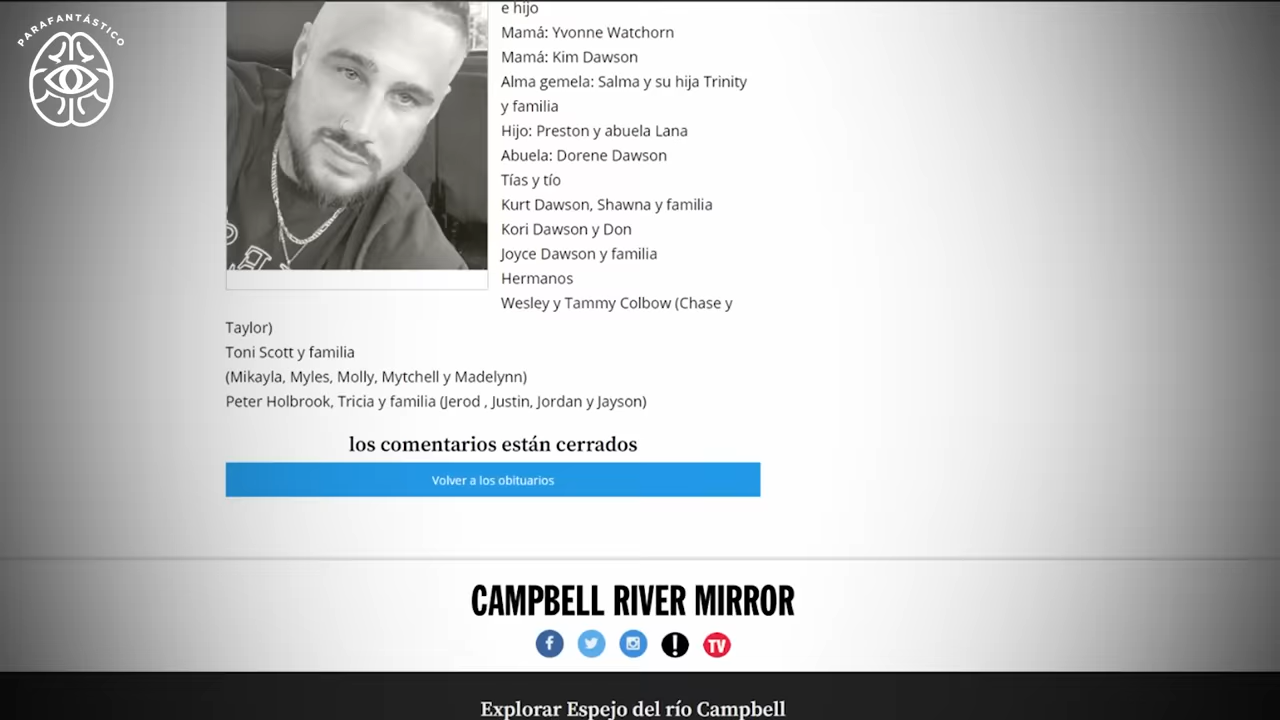 PARAFANTÁSTICO
e hijo
Mamá: Yvonne Watchorn
Mamá: Kim Dawson
Alma gemela: Salma y su hija Trinity
y familia
Hijo: Preston y abuela Lana
Abuela: Dorene Dawson
Tías y tío
Kurt Dawson, Shawna y familia
Kori Dawson y Don
Joyce Dawson y familia
Hermanos
Wesley y Tammy Colbow (Chase y
Taylor)
Toni Scott y familia
(Mikayla, Myles, Molly, Mytchell y Madelynn)
Peter Holbrook, Tricia y familia (Jerod , Justin, Jordan y Jayson)
los comentarios están cerrados
Volver a los obituarios
CAMPBELL RIVER MIRROR
f ! TV
Explorar Espejo del río Campbell